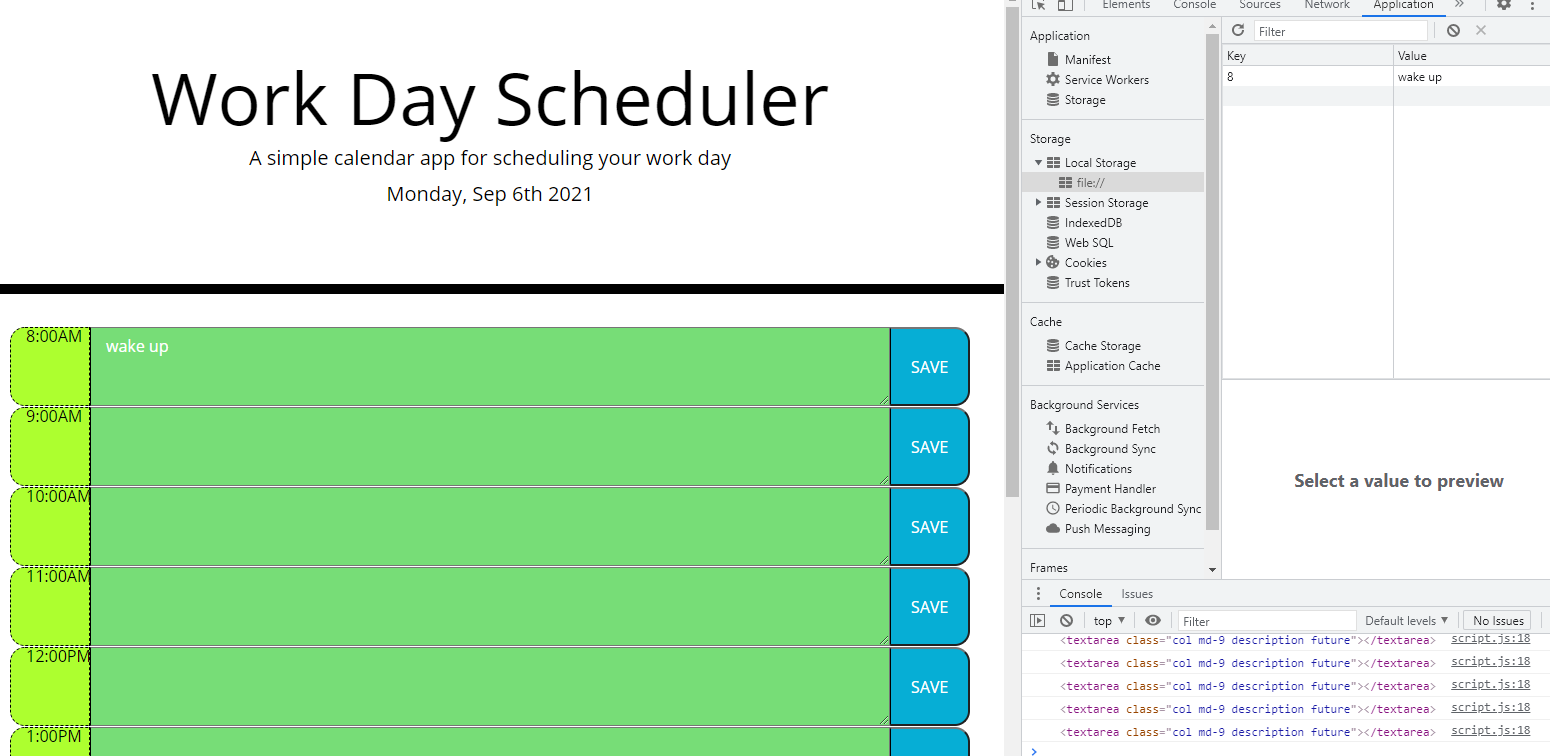 Work Day Scheduler
A simple calendar app for scheduling your work day
Monday, Sep 6th 2021
8:00AM
wake up
SAVE
9:00AM
SAVE
10:00AM
SAVE
11:00AM
SAVE
12:00PM
SAVE
1:00PM
Elements Console Sources Network Application »
Application
Manifest
Service Workers
Storage
Storage
Local Storage
file://
Session Storage
IndexedDB
Web SQL
Cookies
Trust Tokens
Cache
Cache Storage
Application Cache
Background Services
Background Fetch
Background Sync
Notifications
Payment Handler
Periodic Background Sync
Push Messaging
Frames
Filter
Key Value
8 wake up
Select a value to preview
Console Issues
top Filter Default levels No Issues
<textarea class="col md-9 description future"></textarea> script.js:18
<textarea class="col md-9 description future"></textarea> script.js:18
<textarea class="col md-9 description future"></textarea> script.js:18
<textarea class="col md-9 description future"></textarea> script.js:18
<textarea class="col md-9 description future"></textarea> script.js:18